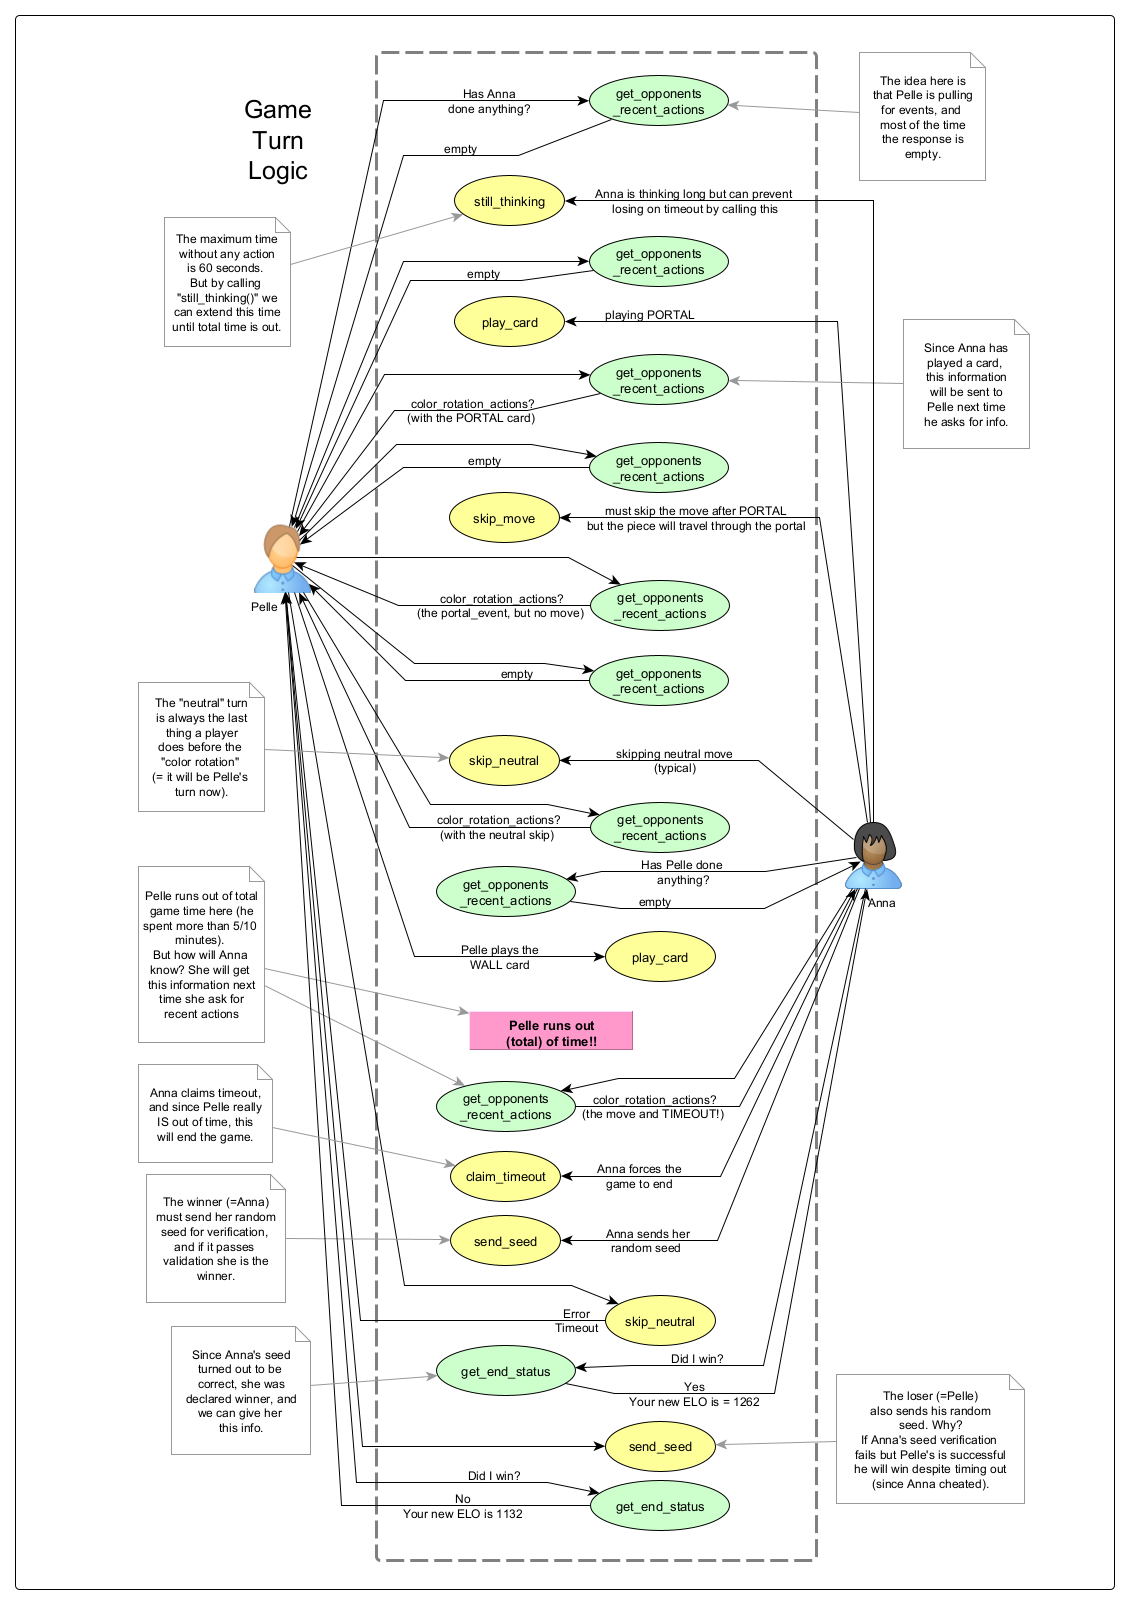 Game
Turn
Logic
Has Anna
done anything?
get_opponents
_recent_actions
The idea here is
that Pelle is pulling
for events, and
most of the time
the response is
empty.
empty
still_thinking
Anna is thinking long but can prevent
losing on timeout by calling this
The maximum time
without any action
is 60 seconds.
But by calling
"still_thinking()" we
can extend this time
until total time is out.
get_opponents
_recent_actions
empty
play_card
playing PORTAL
Since Anna has
played a card,
this information
will be sent to
Pelle next time
he asks for info.
get_opponents
_recent_actions
color_rotation_actions?
(with the PORTAL card)
get_opponents
_recent_actions
empty
skip_move
must skip the move after PORTAL
but the piece will travel through the portal
Pelle
color_rotation_actions?
(the portal_event, but no move)
get_opponents
_recent_actions
empty
get_opponents
_recent_actions
The "neutral" turn
is always the last
thing a player
does before the
"color rotation"
(= it will be Pelle's
turn now).
skip_neutral
skipping neutral move
(typical)
color_rotation_actions?
(with the neutral skip)
get_opponents
_recent_actions
get_opponents
_recent_actions
Has Pelle done
anything?
empty
Anna
Pelle runs out of total
game time here (he
spent more than 5/10
minutes).
But how will Anna
know? She will get
this information next
time she ask for
recent actions
Pelle plays the
WALL card
play_card
Pelle runs out
(total) of time!!
get_opponents
_recent_actions
color_rotation_actions?
(the move and TIMEOUT!)
Anna claims timeout,
and since Pelle really
IS out of time, this
will end the game.
claim_timeout
Anna forces the
game to end
The winner (=Anna)
must send her random
seed for verification,
and if it passes
validation she is the
winner.
send_seed
Anna sends her
random seed
Error
Timeout
skip_neutral
Since Anna's seed
turned out to be
correct, she was
declared winner, and
we can give her
this info.
get_end_status
Did I win?
Yes
Your new ELO is = 1262
The loser (=Pelle)
also sends his random
seed. Why?
If Anna's seed verification
fails but Pelle's is successful
he will win despite timing out
(since Anna cheated).
send_seed
Did I win?
No
Your new ELO is 1132
get_end_status